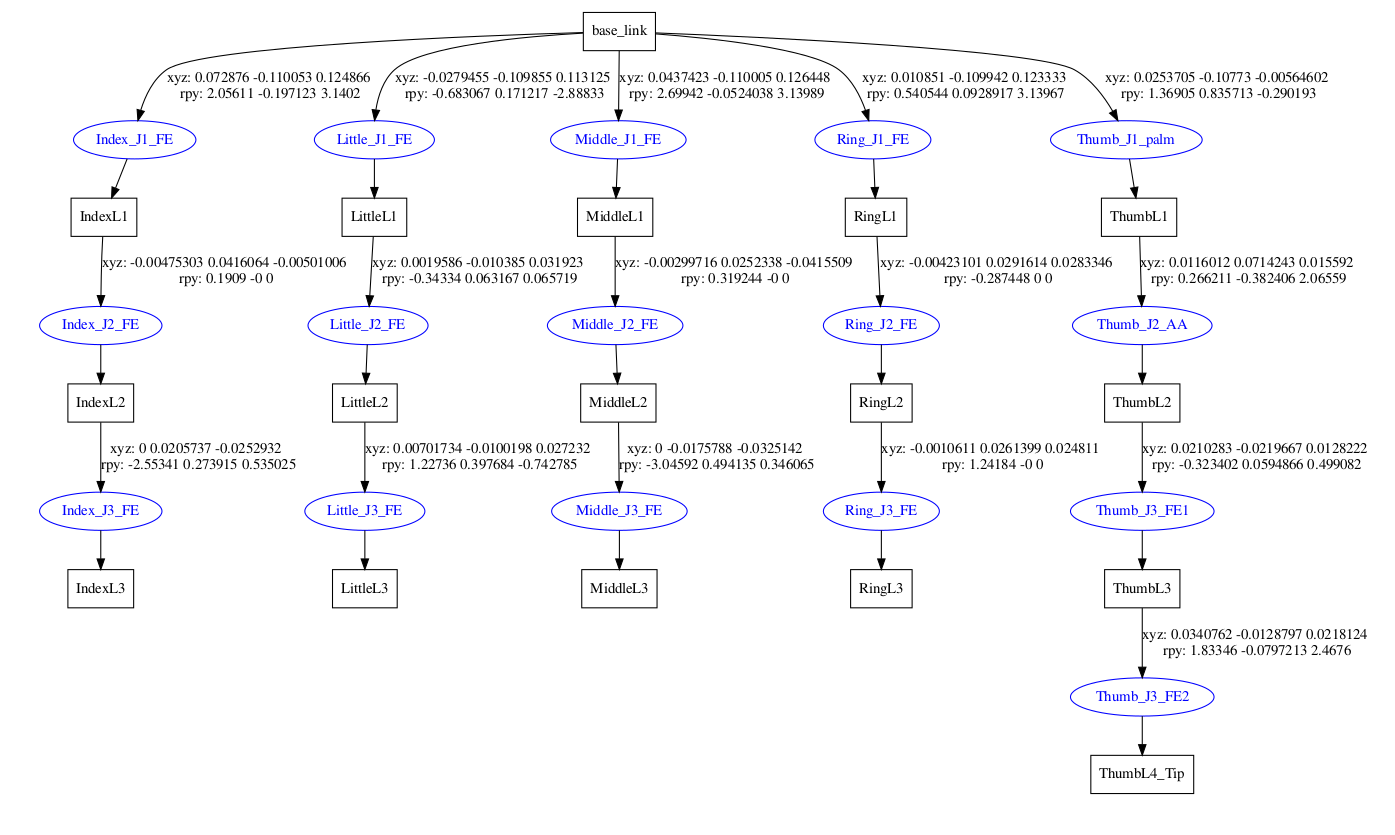 base_link
xyz: 0.072876 -0.110053 0.124866
rpy: 2.05611 -0.197123 3.1402
xyz: -0.0279455 -0.109855 0.113125
rpy: -0.683067 0.171217 -2.88833
xyz: 0.0437423 -0.110005 0.126448
rpy: 2.69942 -0.0524038 3.13989
xyz: 0.010851 -0.109942 0.123333
rpy: 0.540544 0.0928917 3.13967
xyz: 0.0253705 -0.10773 -0.00564602
rpy: 1.36905 0.835713 -0.290193
Index_J1_FE
Little_J1_FE
Middle_J1_FE
Ring_J1_FE
Thumb_J1_palm
IndexL1
LittleL1
MiddleL1
RingL1
ThumbL1
xyz: -0.00475303 0.0416064 -0.00501006
rpy: 0.1909 -0 0
xyz: 0.0019586 -0.010385 0.031923
rpy: -0.34334 0.063167 0.065719
xyz: -0.00299716 0.0252338 -0.0415509
rpy: 0.319244 -0 0
xyz: -0.00423101 0.0291614 0.0283346
rpy: -0.287448 0 0
xyz: 0.0116012 0.0714243 0.015592
rpy: 0.266211 -0.382406 2.06559
Index_J2_FE
Little_J2_FE
Middle_J2_FE
Ring_J2_FE
Thumb_J2_AA
IndexL2
LittleL2
MiddleL2
RingL2
ThumbL2
xyz: 0 0.0205737 -0.0252932
rpy: -2.55341 0.273915 0.535025
xyz: 0.00701734 -0.0100198 0.027232
rpy: 1.22736 0.397684 -0.742785
xyz: 0 -0.0175788 -0.0325142
rpy: -3.04592 0.494135 0.346065
xyz: -0.0010611 0.0261399 0.024811
rpy: 1.24184 -0 0
xyz: 0.0210283 -0.0219667 0.0128222
rpy: -0.323402 0.0594866 0.499082
Index_J3_FE
Little_J3_FE
Middle_J3_FE
Ring_J3_FE
Thumb_J3_FE1
IndexL3
LittleL3
MiddleL3
RingL3
ThumbL3
xyz: 0.0340762 -0.0128797 0.0218124
rpy: 1.83346 -0.0797213 2.4676
Thumb_J3_FE2
ThumbL4_Tip